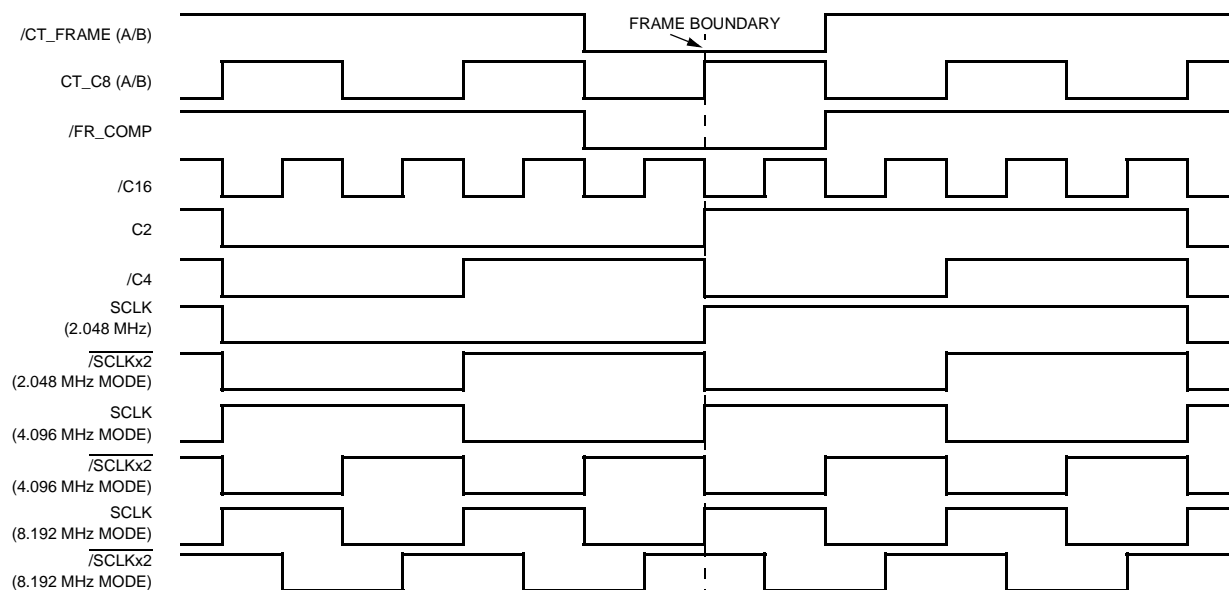 FRAME BOUNDARY
/CT_FRAME (A/B)
CT_C8 (A/B)
/FR_COMP
/C16
C2
/C4
SCLK
(2.048 MHz)
/SCLKx2
(2.048 MHz MODE)
SCLK
(4.096 MHz MODE)
/SCLKx2
(4.096 MHz MODE)
SCLK
(8.192 MHz MODE)
/SCLKx2
(8.192 MHz MODE)